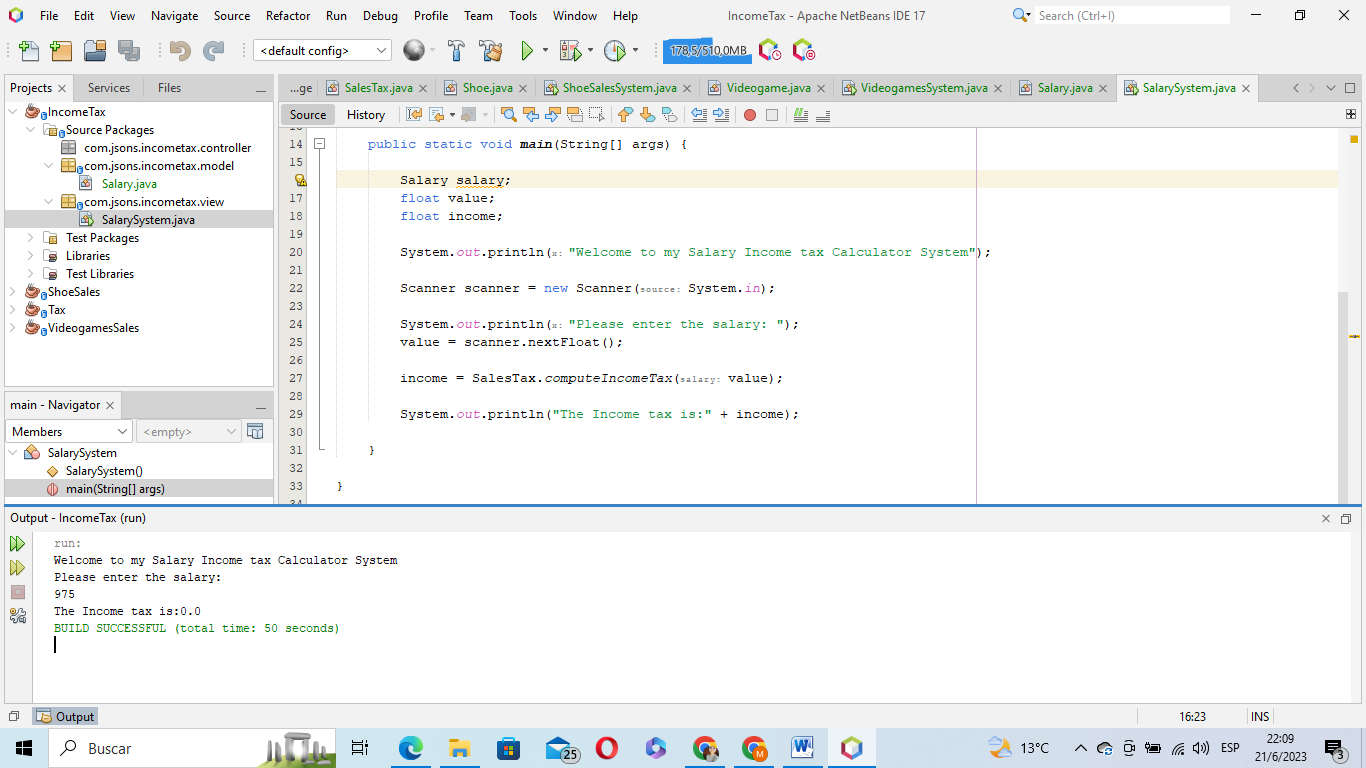 File Edit View Navigate Source Refactor Run Debug Profile Team Tools Window Help IncomeTax - Apache NetBeans IDE 17 Search (Ctrl+I)
<default config> 178,5/510,0MB
Projects Services Files
...ge SalesTax.java Shoe.java ShoeSalesSystem.java Videogame.java VideogamesSystem.java Salary.java SalarySystem.java
IncomeTax
Source Packages
com.jsons.incometax.controller
com.jsons.incometax.model
Salary.java
com.jsons.incometax.view
SalarySystem.java
Test Packages
Libraries
Test Libraries
ShoeSales
Tax
VideogamesSales
main - Navigator
Members <empty>
SalarySystem
SalarySystem()
main(String[] args)
Source History
14 public static void main(String[] args) {
15
Salary salary;
17 float value;
18 float income;
19
20 System.out.println(x: "Welcome to my Salary Income tax Calculator System");
21
22 Scanner scanner = new Scanner(source: System.in);
23
24 System.out.println(x: "Please enter the salary: ");
25 value = scanner.nextFloat();
26
27 income = SalesTax.computeIncomeTax(salary: value);
28
29 System.out.println("The Income tax is:" + income);
30
31 }
32
33 }
Output - IncomeTax (run)
run:
Welcome to my Salary Income tax Calculator System
Please enter the salary:
975
The Income tax is:0.0
BUILD SUCCESSFUL (total time: 50 seconds)
Output 16:23 INS
Buscar 25 13°C ESP 22:09
21/6/2023 3